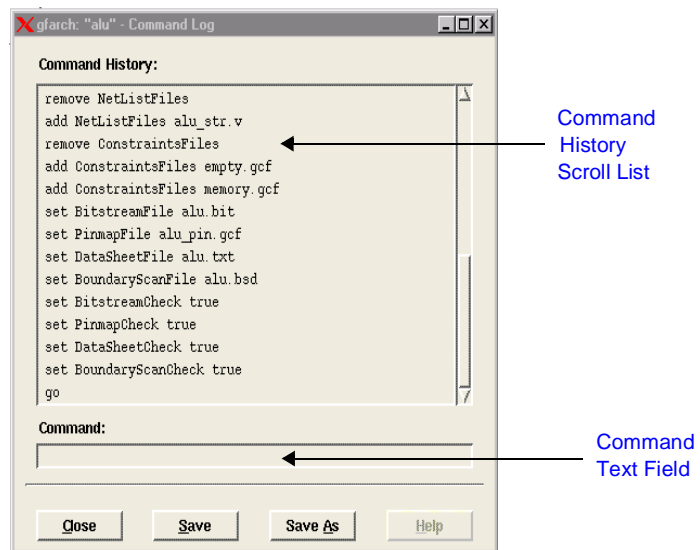 gfarch: "alu" - Command Log
Command History:
remove NetListFiles
add NetListFiles alu_str.v
remove ConstraintsFiles
add ConstraintsFiles empty.gcf
add ConstraintsFiles memory.gcf
set BitstreamFile alu.bit
set PinmapFile alu_pin.gcf
set DataSheetFile alu.txt
set BoundaryScanFile alu.bsd
set BitstreamCheck true
set PinmapCheck true
set DataSheetCheck true
set BoundaryScanCheck true
go
Command
History
Scroll List
Command:
Command
Text Field
Close
Save
Save As
Help